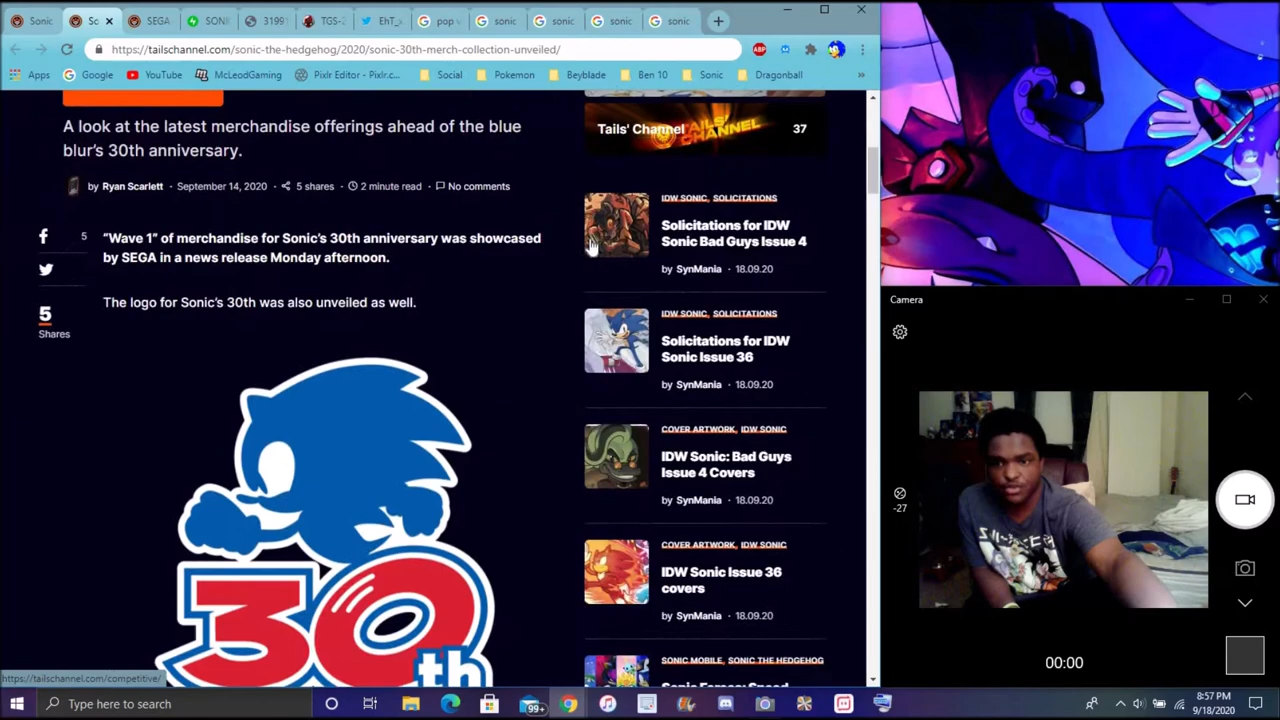 Sonic
Sc
SEGA
SONI
31991
TGS-2
EhT_x
pop v
sonic
sonic
sonic
sonic
https://tailschannel.com/sonic-the-hedgehog/2020/sonic-30th-merch-collection-unveiled/
ABP
Apps
Google
YouTube
McLeodGaming
Pixlr Editor - Pixlr.c...
Social
Pokemon
Beyblade
Ben 10
Sonic
Dragonball
»
A look at the latest merchandise offerings ahead of the blue
blur's 30th anniversary.
by Ryan Scarlett · September 14, 2020 · 5 shares · 2 minute read · No comments
5
5
Shares
“Wave 1” of merchandise for Sonic’s 30th anniversary was showcased
by SEGA in a news release Monday afternoon.
The logo for Sonic’s 30th was also unveiled as well.
30th
Tails' Channel
CHANNEL
37
IDW SONIC, SOLICITATIONS
Solicitations for IDW
Sonic Bad Guys Issue 4
by SynMania · 18.09.20
IDW SONIC, SOLICITATIONS
Solicitations for IDW
Sonic Issue 36
by SynMania · 18.09.20
COVER ARTWORK, IDW SONIC
IDW Sonic: Bad Guys
Issue 4 Covers
by SynMania · 18.09.20
COVER ARTWORK, IDW SONIC
IDW Sonic Issue 36
covers
by SynMania · 18.09.20
SONIC MOBILE, SONIC THE HEDGEHOG
Sonic Forces: Speed
https://tailschannel.com/competitive/
Camera
-27
00:00
Type here to search
99+
8:57 PM
9/18/2020